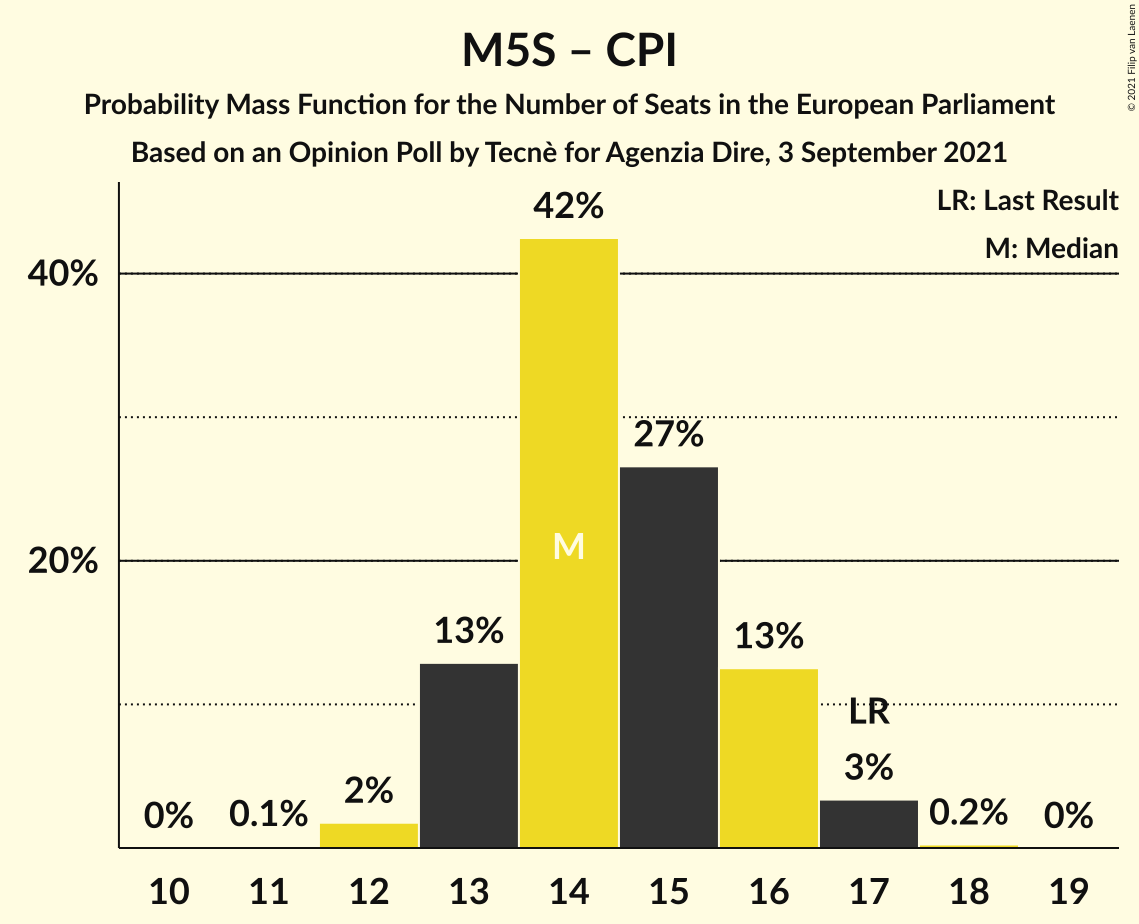 M5S – CPI
Probability Mass Function for the Number of Seats in the European Parliament
Based on an Opinion Poll by Tecnè for Agenzia Dire, 3 September 2021
© 2021 Filip van Laenen
LR: Last Result
M: Median
40%
20%
0%
0.1%
2%
13%
42%
M
27%
13%
LR
3%
0.2%
0%
10 11 12 13 14 15 16 17 18 19